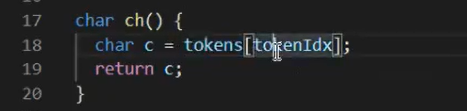 17 char ch() {
18 char c = tokens[tokenIdx];
19 return c;
20 }